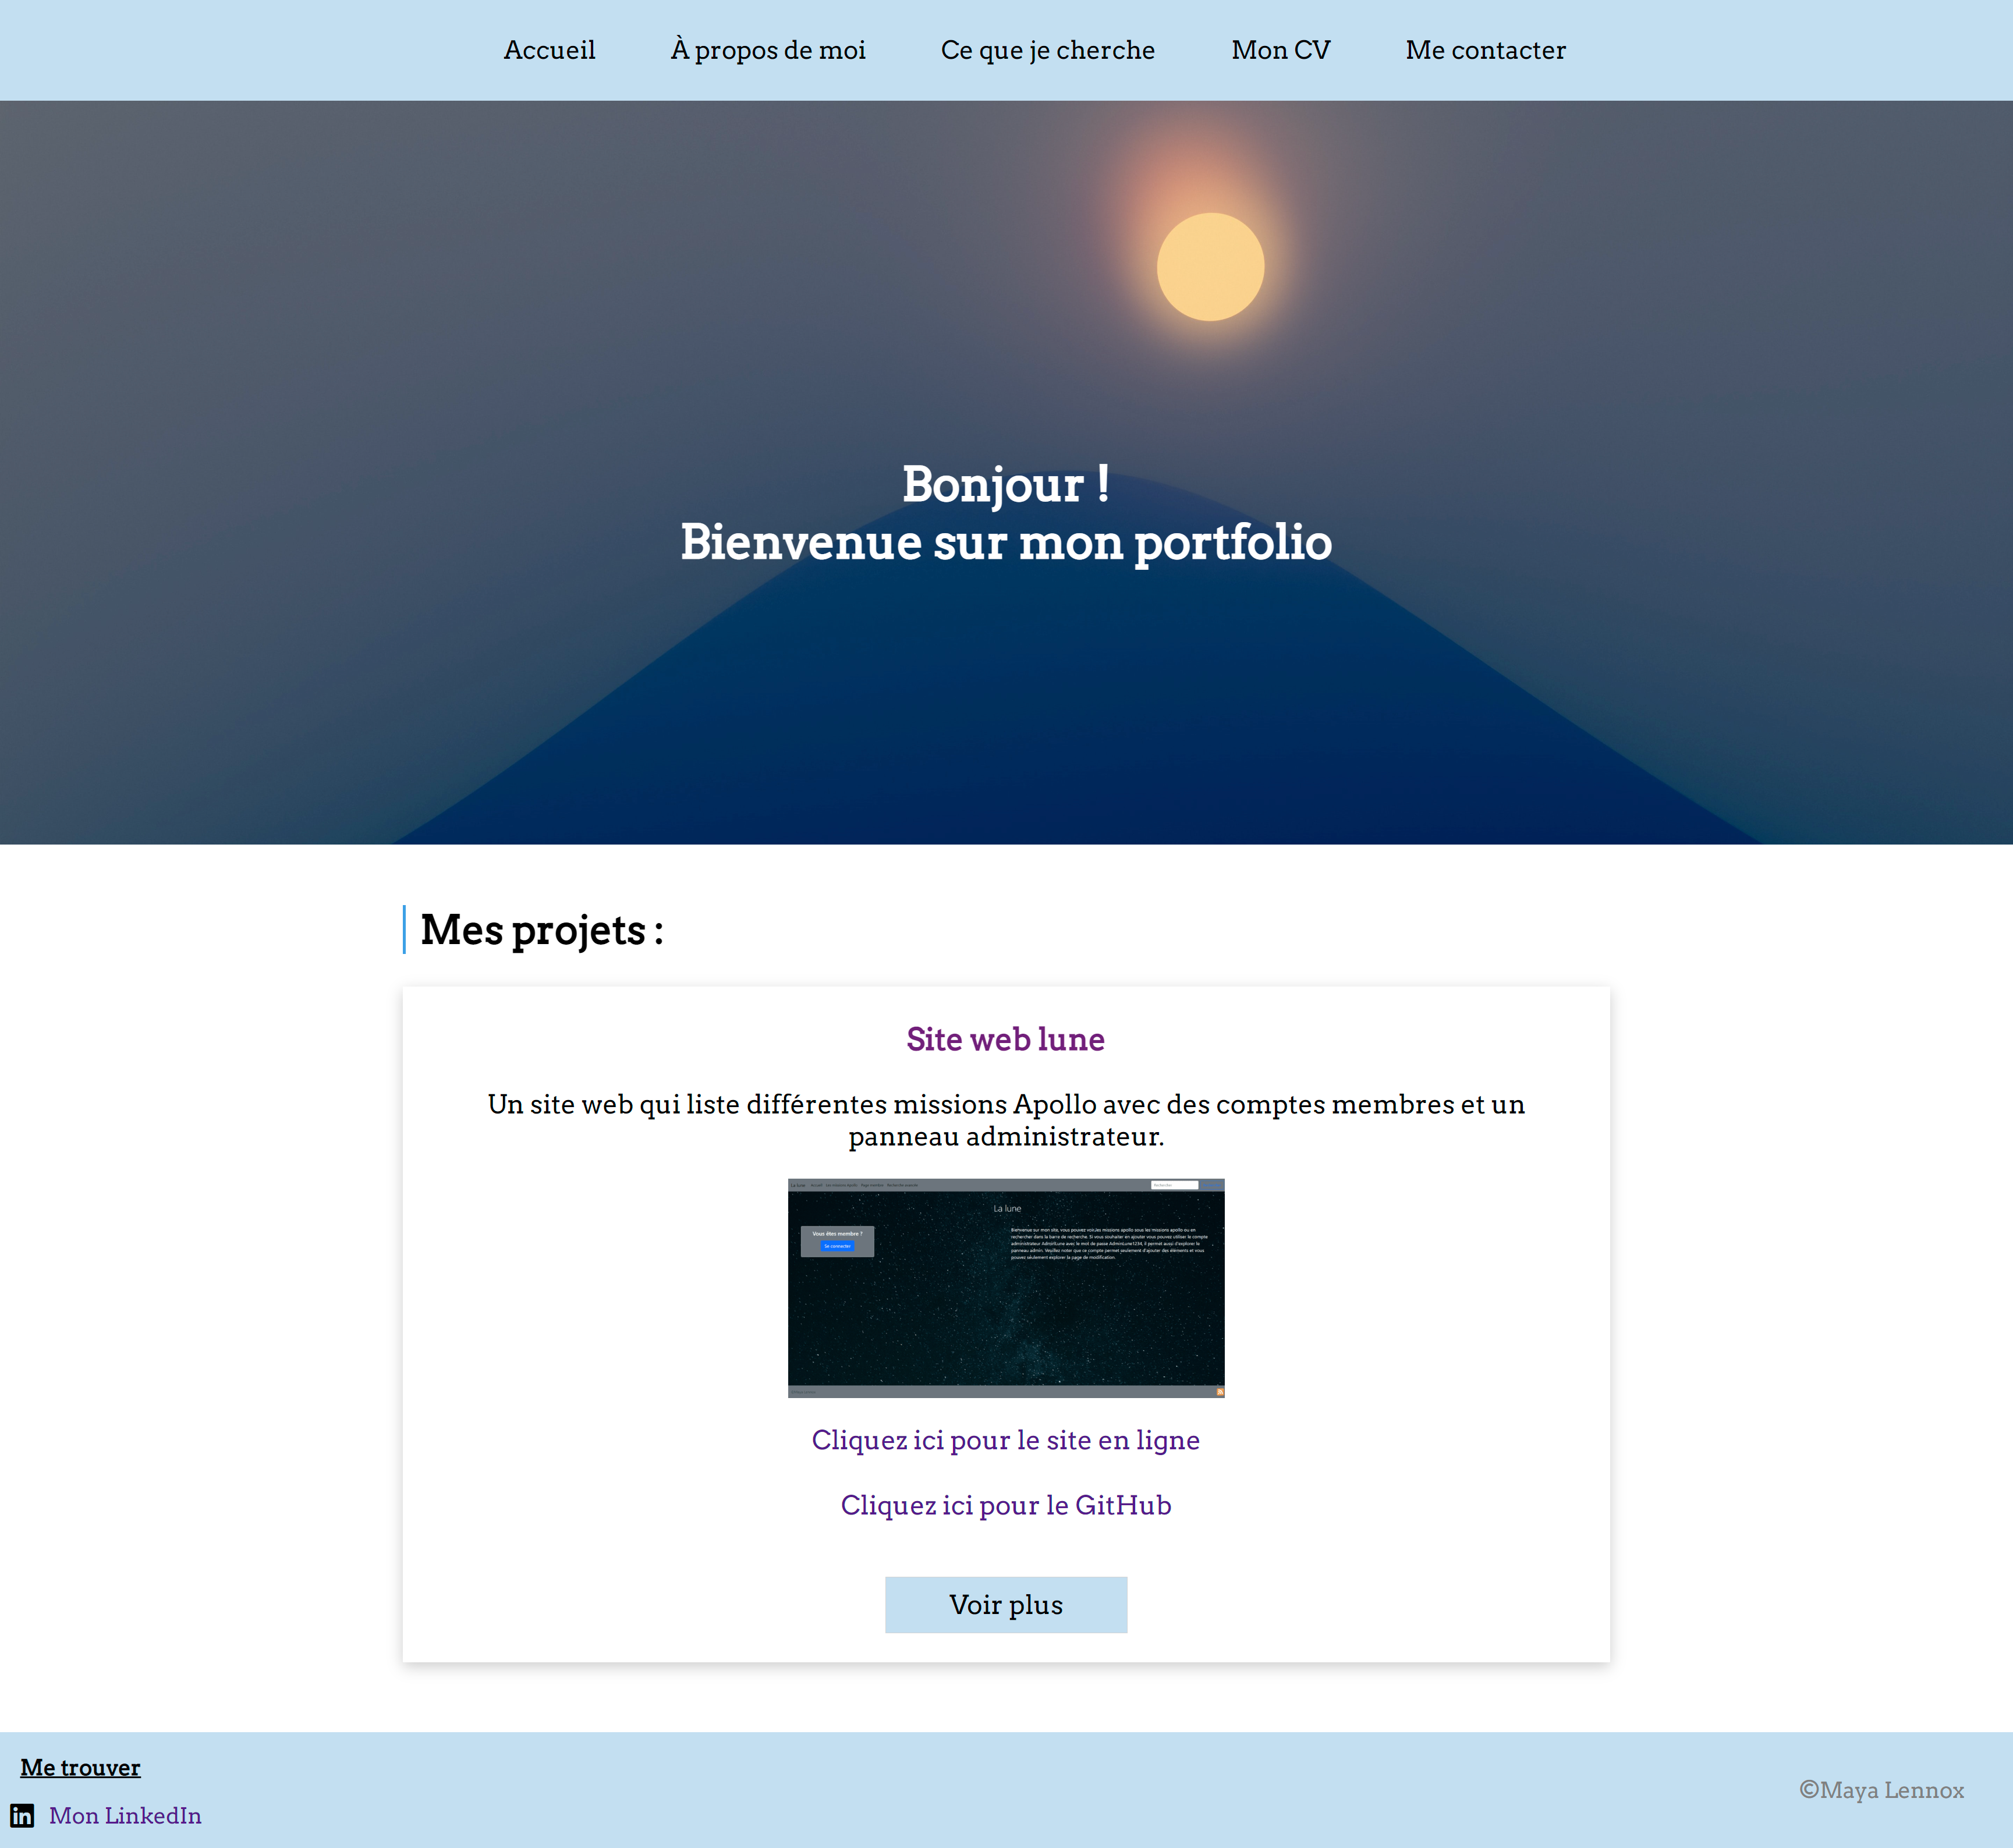 Accueil À propos de moi Ce que je cherche Mon CV Me contacter
Bonjour !
Bienvenue sur mon portfolio
Mes projets :
Site web lune
Un site web qui liste différentes missions Apollo avec des comptes membres et un
panneau administrateur.
La lune
Vous êtes membre ?
Se connecter
Cliquez ici pour le site en ligne
Cliquez ici pour le GitHub
Voir plus
Me trouver
Mon LinkedIn
©Maya Lennox